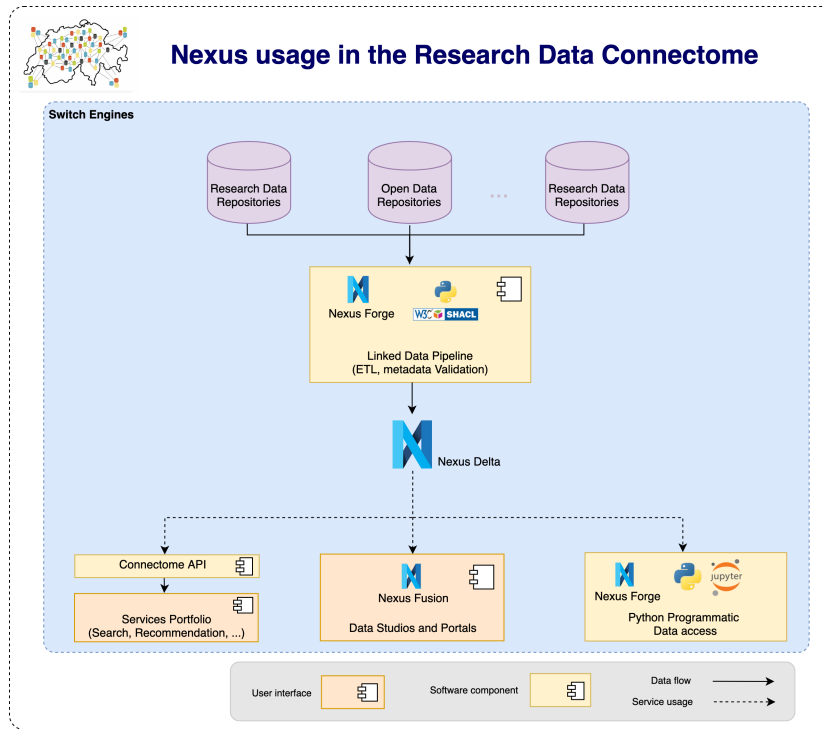 Nexus usage in the Research Data Connectome
Switch Engines
Research Data
Repositories
Open Data
Repositories
...
Research Data
Repositories
Nexus Forge
W3C SHACL
Linked Data Pipeline
(ETL, metadata Validation)
Nexus Delta
Connectome API
Services Portfolio
(Search, Recommendation, ...)
Nexus Fusion
Data Studios and Portals
Nexus Forge
jupyter
Python Programmatic
Data access
User interface
Software component
Data flow
Service usage